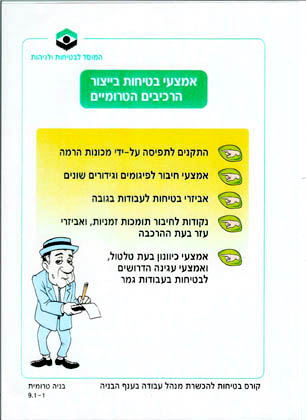 המוסד לבטיחות ולגיהות
אמצעי בטיחות בייצור
הרכיבים הטרומיים
התקנים לתפיסה על-ידי מכונות הרמה
אמצעי חיבור לפיגומים וגידורים שונים
אביזרי בטיחות לעבודות בגובה
נקודות לחיבור תומכות זמניות, ואביזרי
עזר בעת ההרכבה
אמצעי כיוונון בעת טלטול,
ואמצעי עגינה הדרושים
לבטיחות בעבודות גמר
קורס בטיחות להכשרת מנהל עבודה בענף הבניה
בניה טרומית
9.1-1